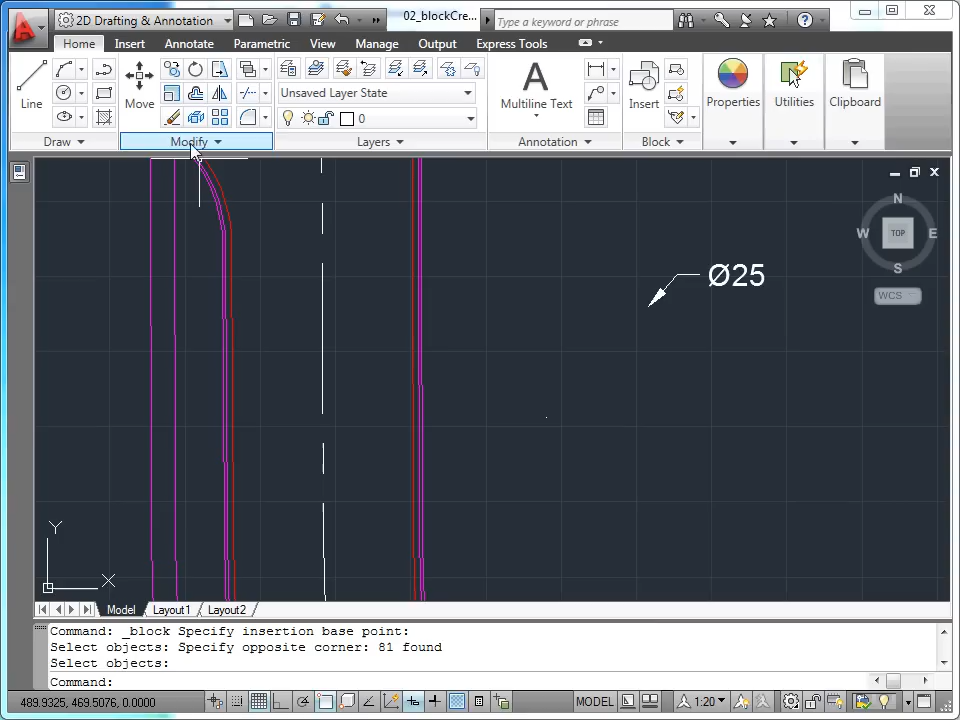 2D Drafting & Annotation
02_blockCre...
Type a keyword or phrase
Home
Insert
Annotate
Parametric
View
Manage
Output
Express Tools
Line
Move
Unsaved Layer State
0
Multiline Text
Insert
Properties
Utilities
Clipboard
Draw
Modify
Layers
Annotation
Block
N
W
TOP
E
S
WCS
Ø25
Y
X
Model
Layout1
Layout2
Command: _block Specify insertion base point:
Select objects: Specify opposite corner: 81 found
Select objects:
Command:
489.9325, 469.5076, 0.0000
MODEL
1:20